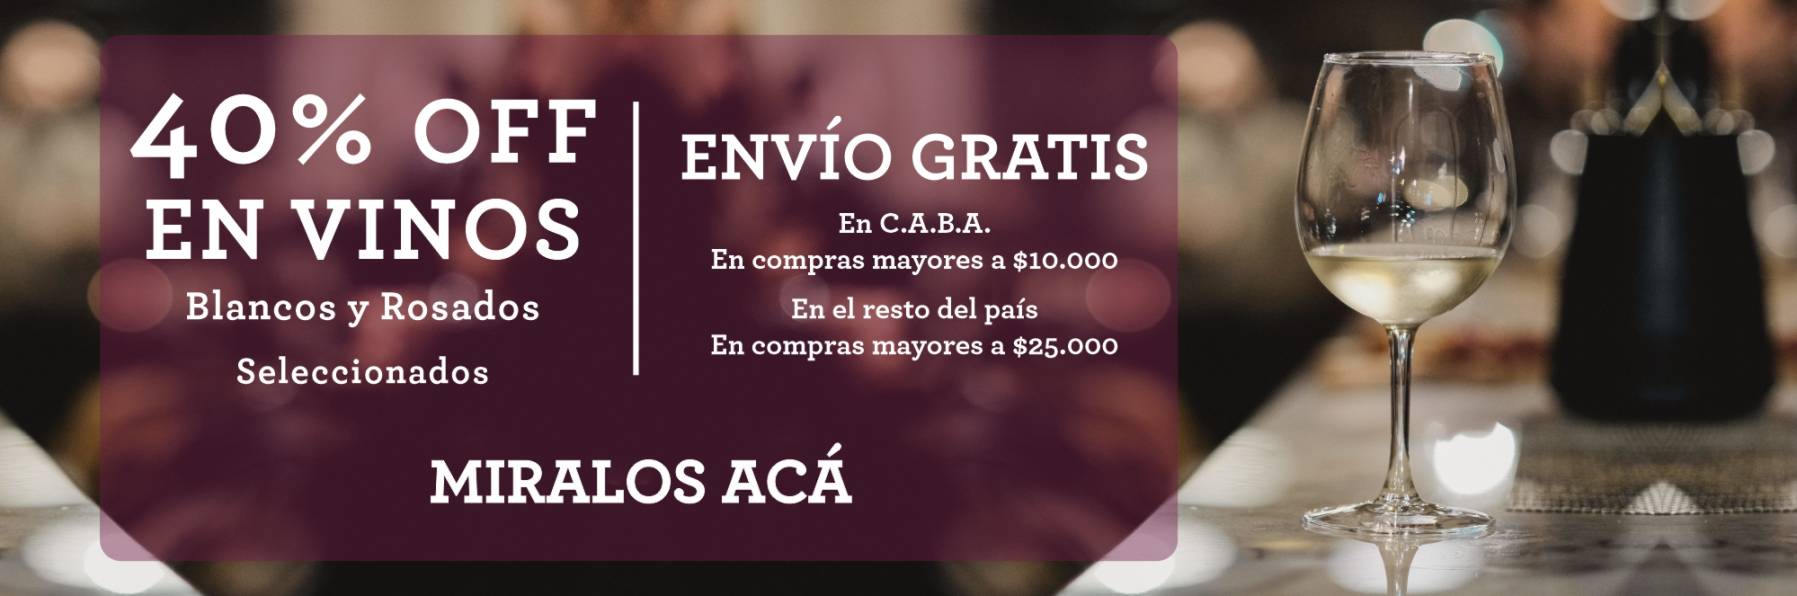 40% OFF
EN VINOS
Blancos y Rosados
Seleccionados
ENVÍO GRATIS
En C.A.B.A.
En compras mayores a $10.000
En el resto del país
En compras mayores a $25.000
MIRALOS ACÁ